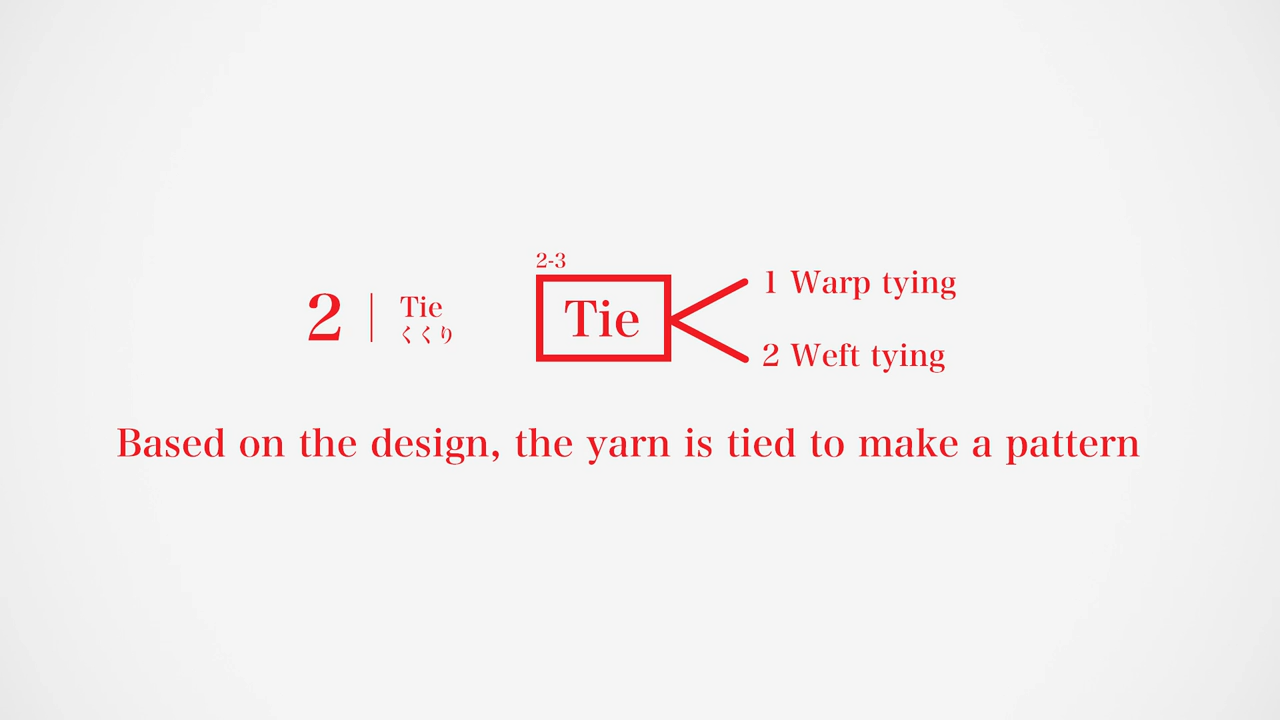 2
Tie
くくり
2-3
Tie
1 Warp tying
2 Weft tying
Based on the design, the yarn is tied to make a pattern